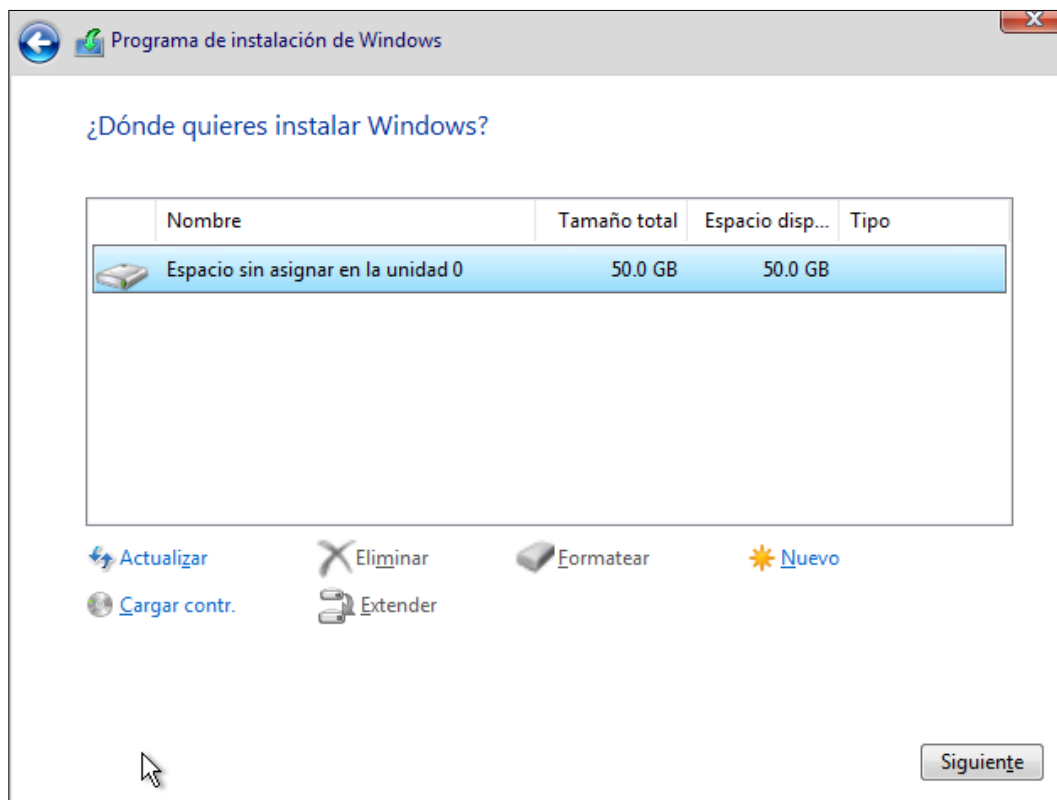 Programa de instalación de Windows
¿Dónde quieres instalar Windows?
Nombre Tamaño total Espacio disp... Tipo
Espacio sin asignar en la unidad 0 50.0 GB 50.0 GB
Actualizar Eliminar Formatear Nuevo
Cargar contr. Extender
Siguiente